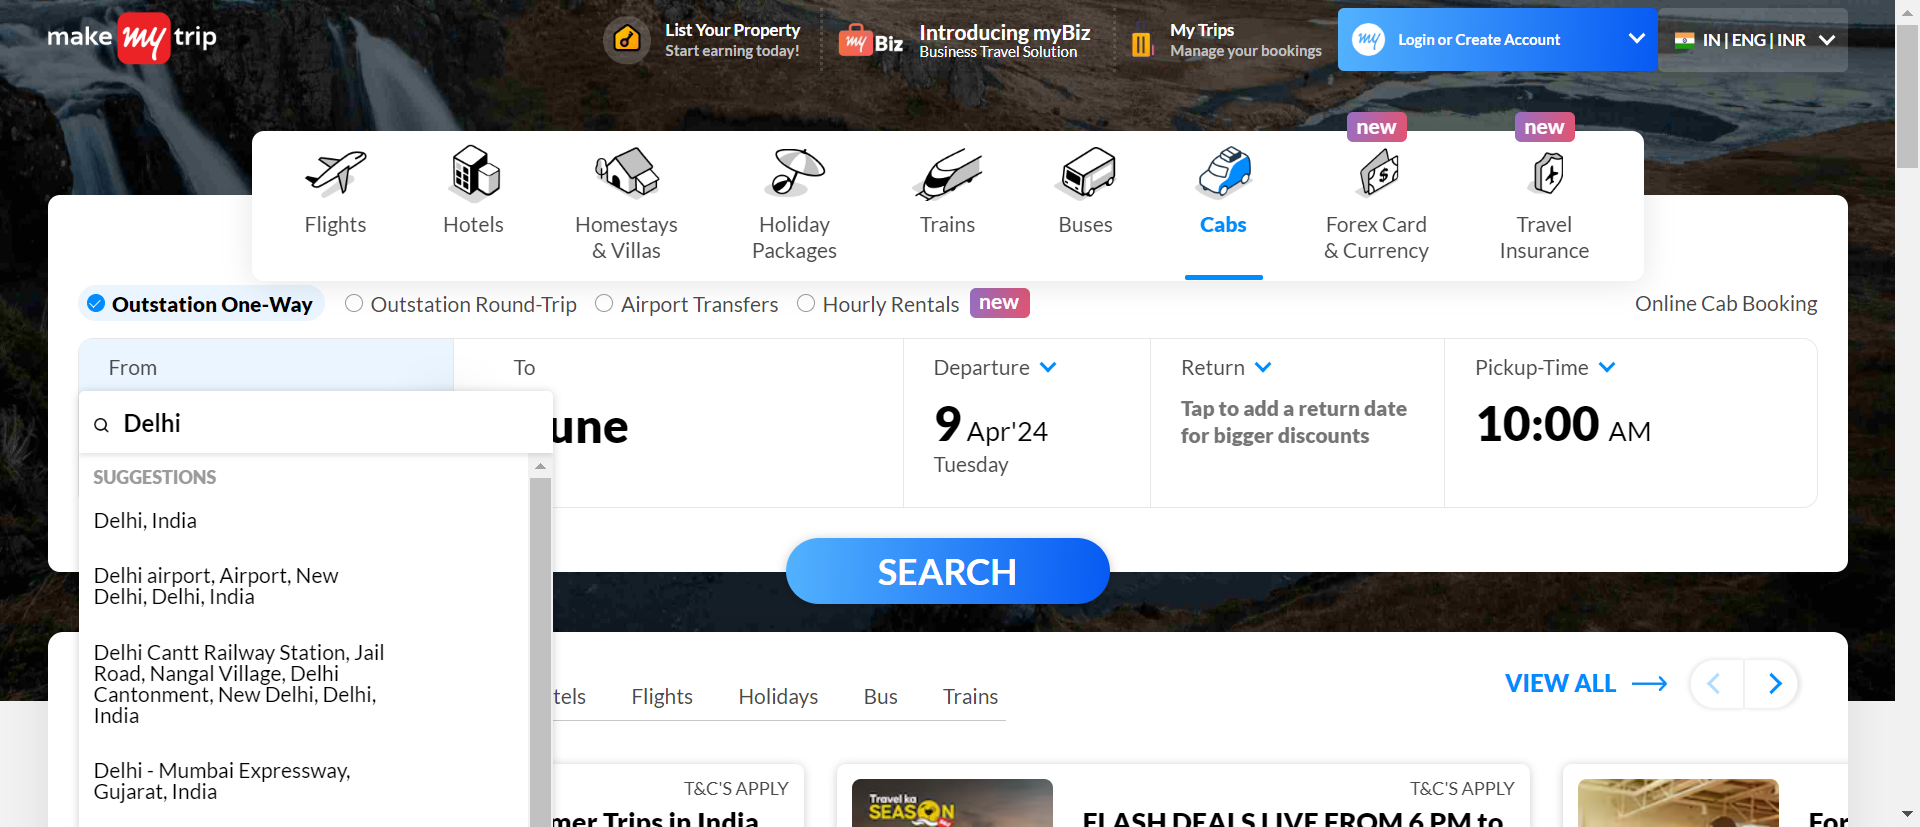 make my trip
List Your Property
Start earning today!
my Biz
Introducing myBiz
Business Travel Solution
My Trips
Manage your bookings
my
Login or Create Account
IN | ENG | INR
new
new
Flights
Hotels
Homestays
& Villas
Holiday
Packages
Trains
Buses
Cabs
Forex Card
& Currency
Travel
Insurance
Outstation One-Way
Outstation Round-Trip
Airport Transfers
Hourly Rentals
new
Online Cab Booking
From
To
Departure
Return
Pickup-Time
Delhi
une
9 Apr'24
Tuesday
Tap to add a return date
for bigger discounts
10:00 AM
SUGGESTIONS
Delhi, India
Delhi airport, Airport, New
Delhi, Delhi, India
Delhi Cantt Railway Station, Jail
Road, Nangal Village, Delhi
Cantonment, New Delhi, Delhi,
India
Delhi - Mumbai Expressway,
Gujarat, India
SEARCH
tels
Flights
Holidays
Bus
Trains
VIEW ALL
T&C'S APPLY
mer Trips in India
Travel ka
SEASON
T&C'S APPLY
FLASH DEALS LIVE FROM 6 PM to
For